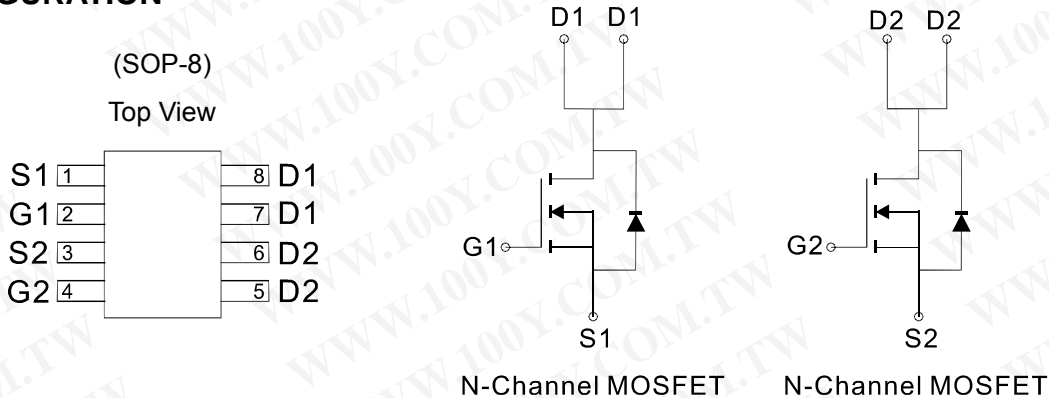 GURATION
(SOP-8)
Top View
S1 1
G1 2
S2 3
G2 4
8 D1
7 D1
6 D2
5 D2
D1 D1
G1
S1
N-Channel MOSFET
D2 D2
G2
S2
N-Channel MOSFET
WWW.100Y.COM.TW